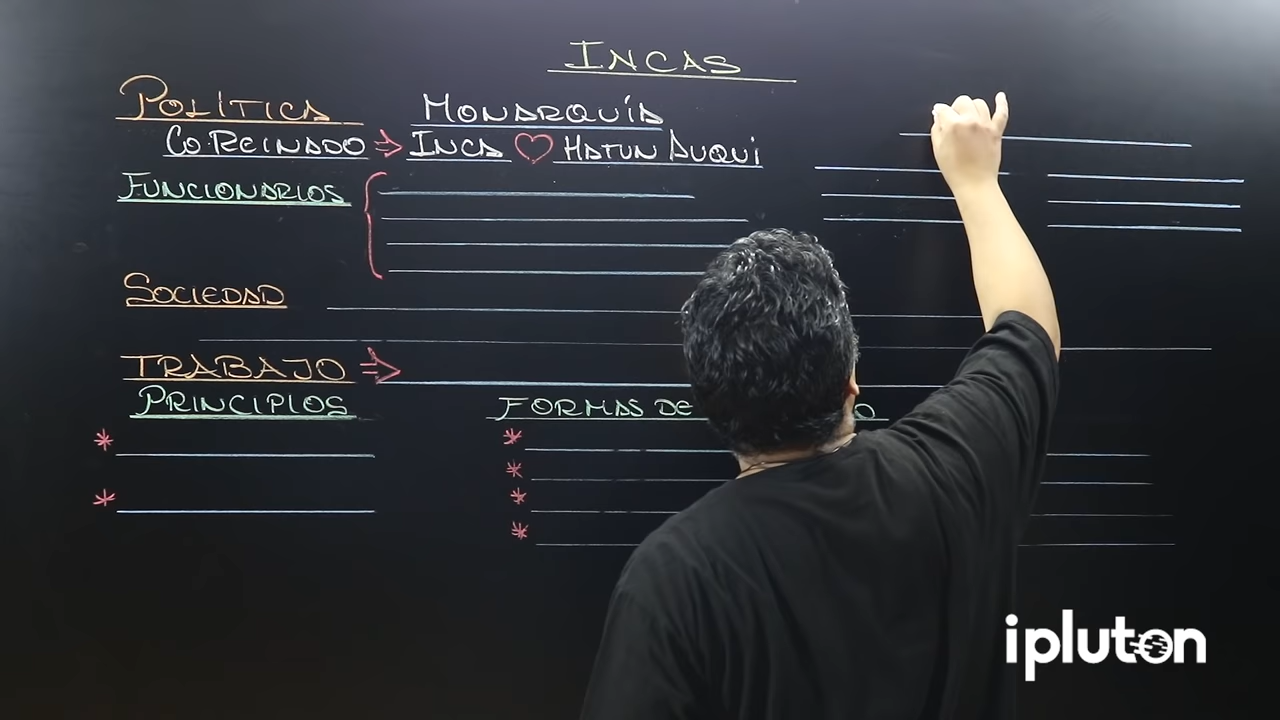 INCAS
POLÍTICA MONARQUÍA
CO-REINADO ⇒ INCA ♡ HATUN AUQUI
FUNCIONARIOS
SOCIEDAD
TRABAJO ⇒
PRINCIPIOS FORMAS DE
*
*
*
*
*
*
ipluton